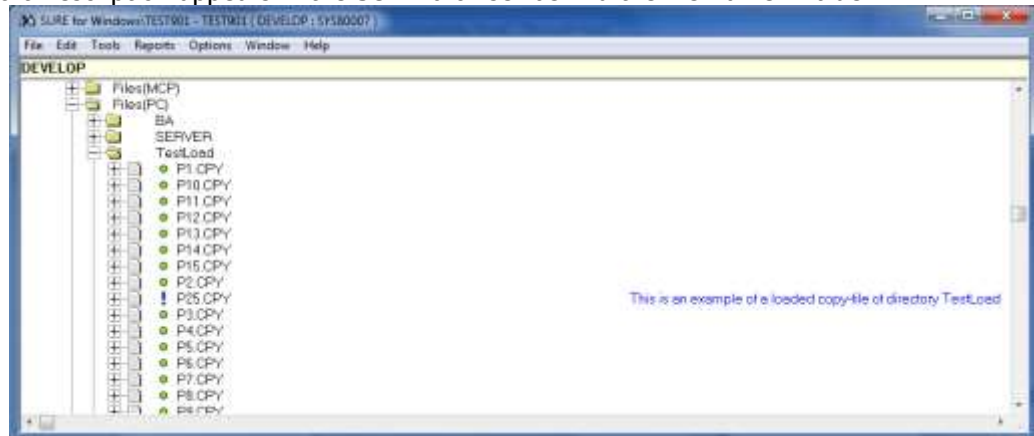 SURE for Windows:TEST901 - TEST901 ( DEVELOP : SYS80007 )
File Edit Tools Reports Options Window Help
DEVELOP
Files(MCP)
Files(PC)
BA
SERVER
TestLoad
P1.CPY
P10.CPY
P11.CPY
P12.CPY
P13.CPY
P14.CPY
P15.CPY
P2.CPY
! P25.CPY This is an example of a loaded copy-file of directory TestLoad
P3.CPY
P4.CPY
P5.CPY
P6.CPY
P7.CPY
P8.CPY
P9.CPY